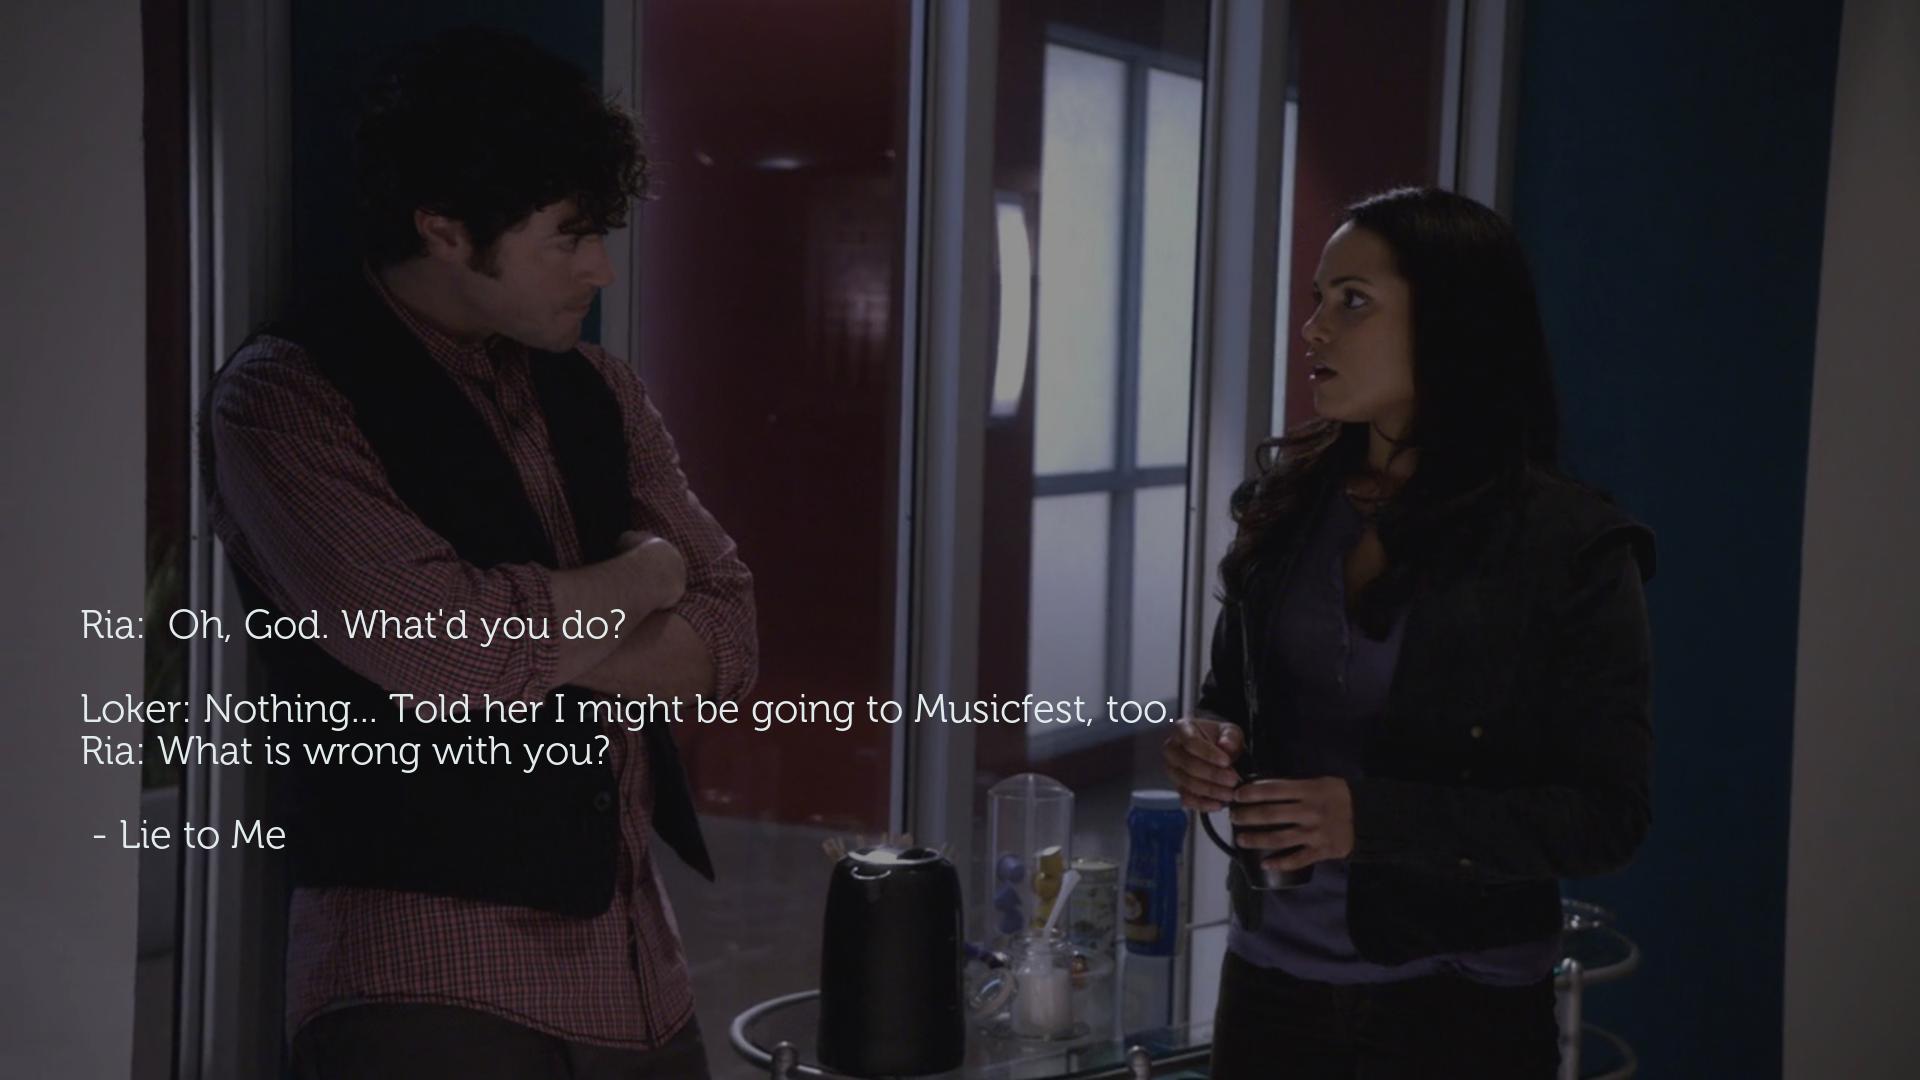 Ria:  Oh, God. What'd you do?
Loker: Nothing... Told her I might be going to Musicfest, too.
Ria: What is wrong with you?
- Lie to Me